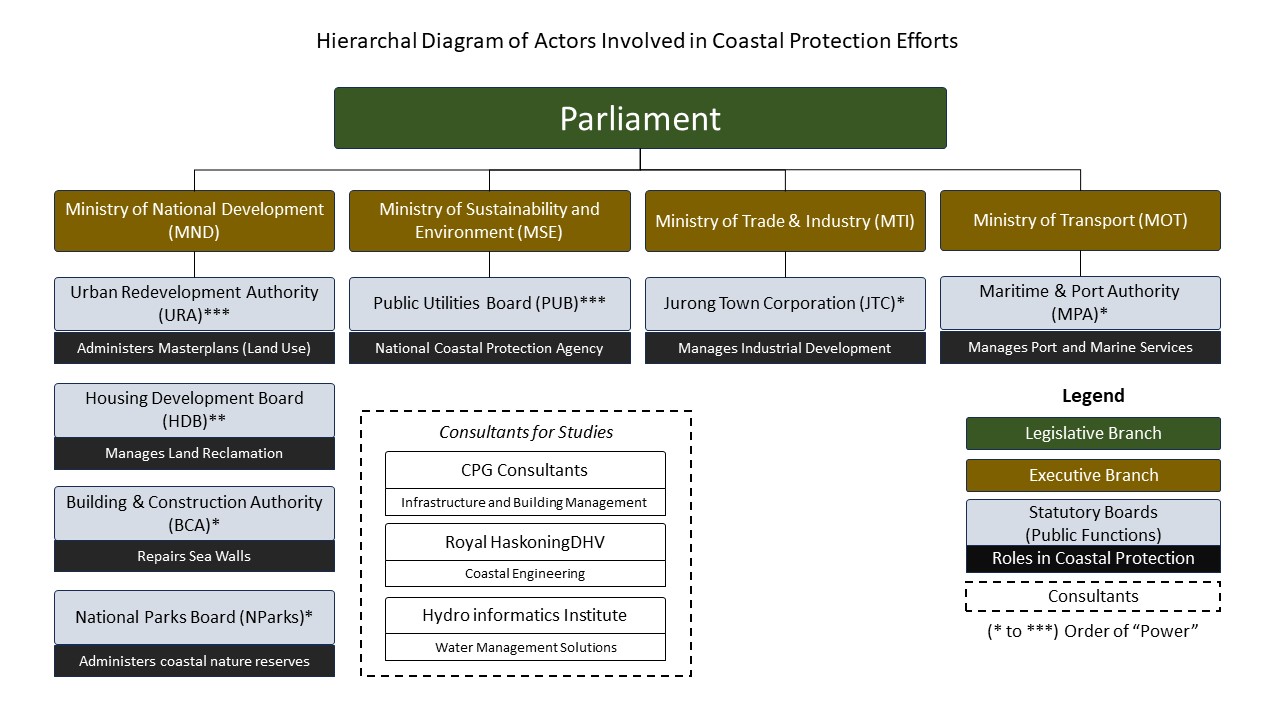 Hierarchal Diagram of Actors Involved in Coastal Protection Efforts
Parliament
Ministry of National Development
(MND)
Ministry of Sustainability and
Environment (MSE)
Ministry of Trade & Industry (MTI)
Ministry of Transport (MOT)
Urban Redevelopment Authority
(URA)***
Administers Masterplans (Land Use)
Public Utilities Board (PUB)***
National Coastal Protection Agency
Jurong Town Corporation (JTC)*
Manages Industrial Development
Maritime & Port Authority
(MPA)*
Manages Port and Marine Services
Housing Development Board
(HDB)**
Manages Land Reclamation
Building & Construction Authority
(BCA)*
Repairs Sea Walls
National Parks Board (NParks)*
Administers coastal nature reserves
Consultants for Studies
CPG Consultants
Infrastructure and Building Management
Royal HaskoningDHV
Coastal Engineering
Hydro informatics Institute
Water Management Solutions
Legend
Legislative Branch
Executive Branch
Statutory Boards
(Public Functions)
Roles in Coastal Protection
Consultants
(* to ***) Order of “Power”